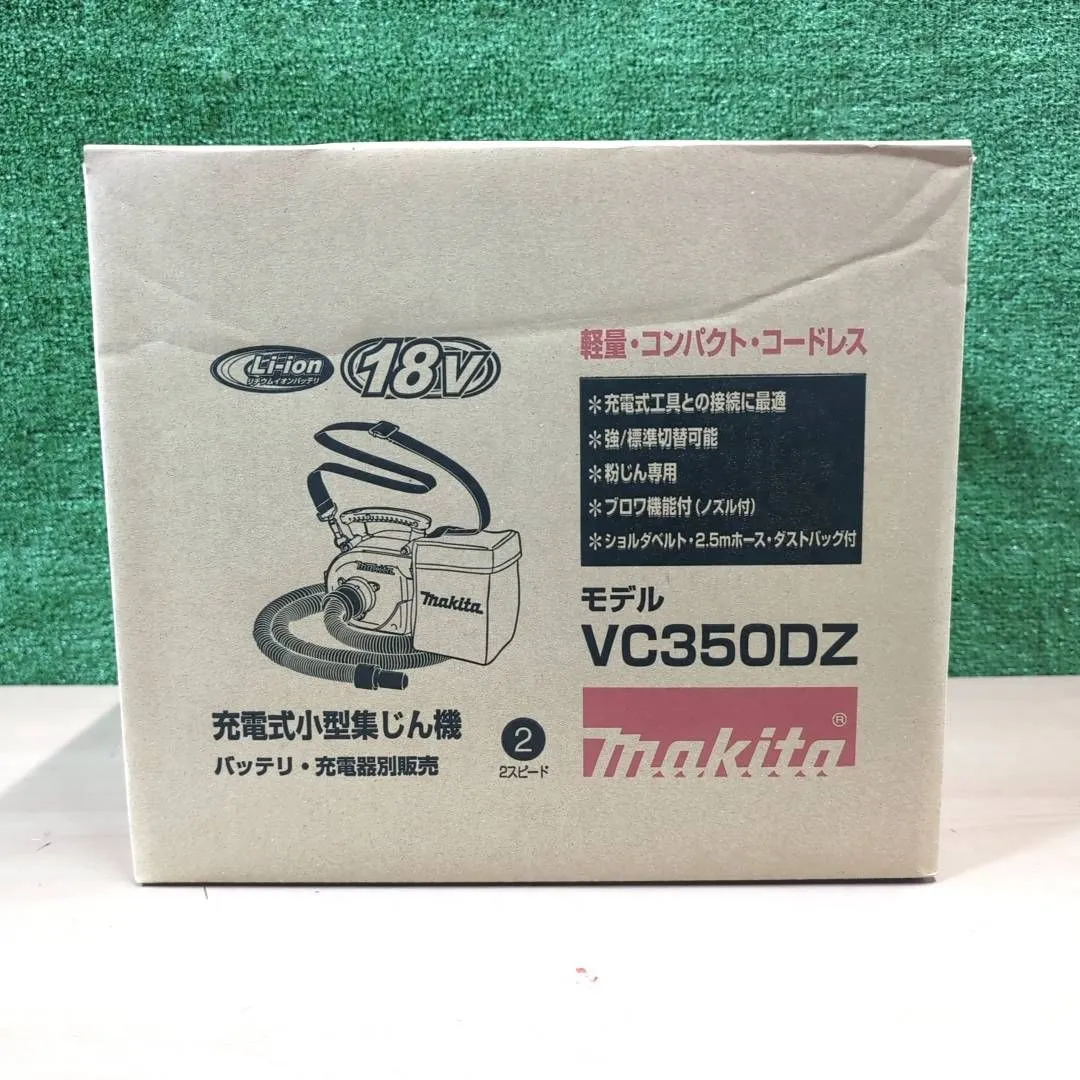 Li-ion
リチウムイオンバッテリ
18V
軽量・コンパクト・コードレス
＊充電式工具との接続に最適
＊強/標準切替可能
＊粉じん専用
＊ブロワ機能付(ノズル付)
＊ショルダベルト・2.5mホース・ダストバッグ付
makita
makita
モデル
VC350DZ
充電式小型集じん機
バッテリ・充電器別販売
2
2スピード
makita®